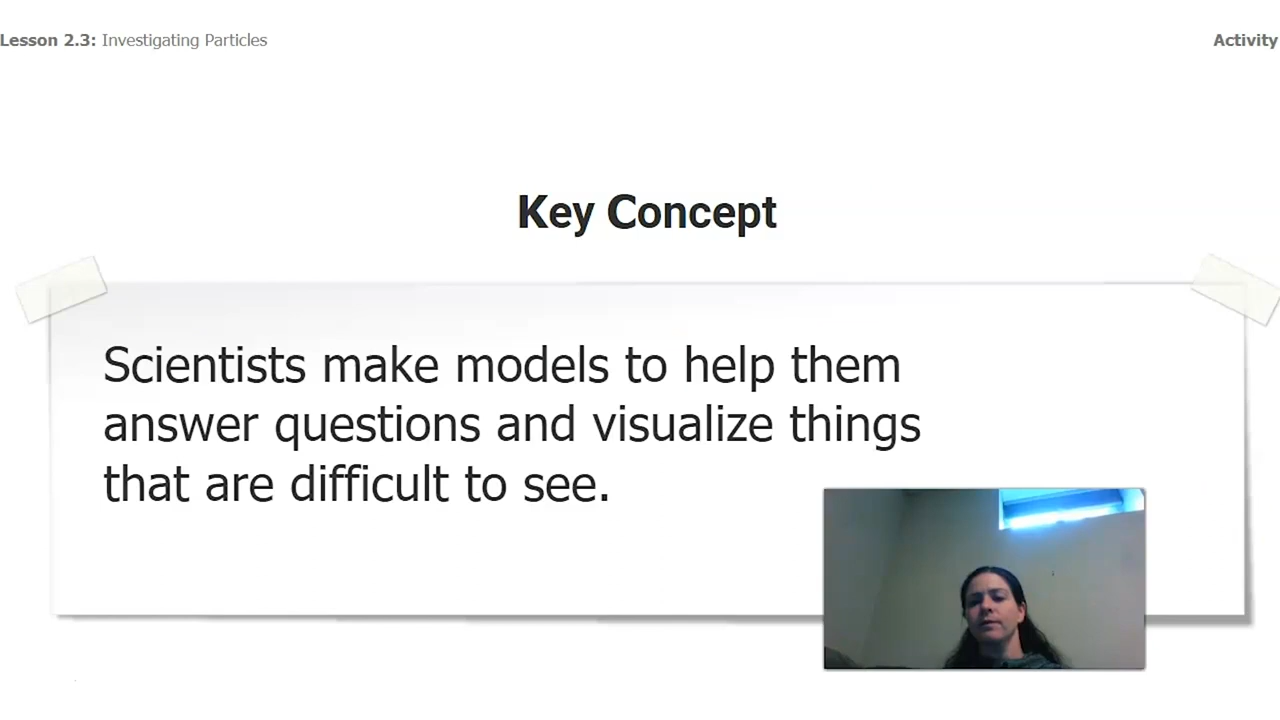 Lesson 2.3: Investigating Particles
Activity
Key Concept
Scientists make models to help them
answer questions and visualize things
that are difficult to see.